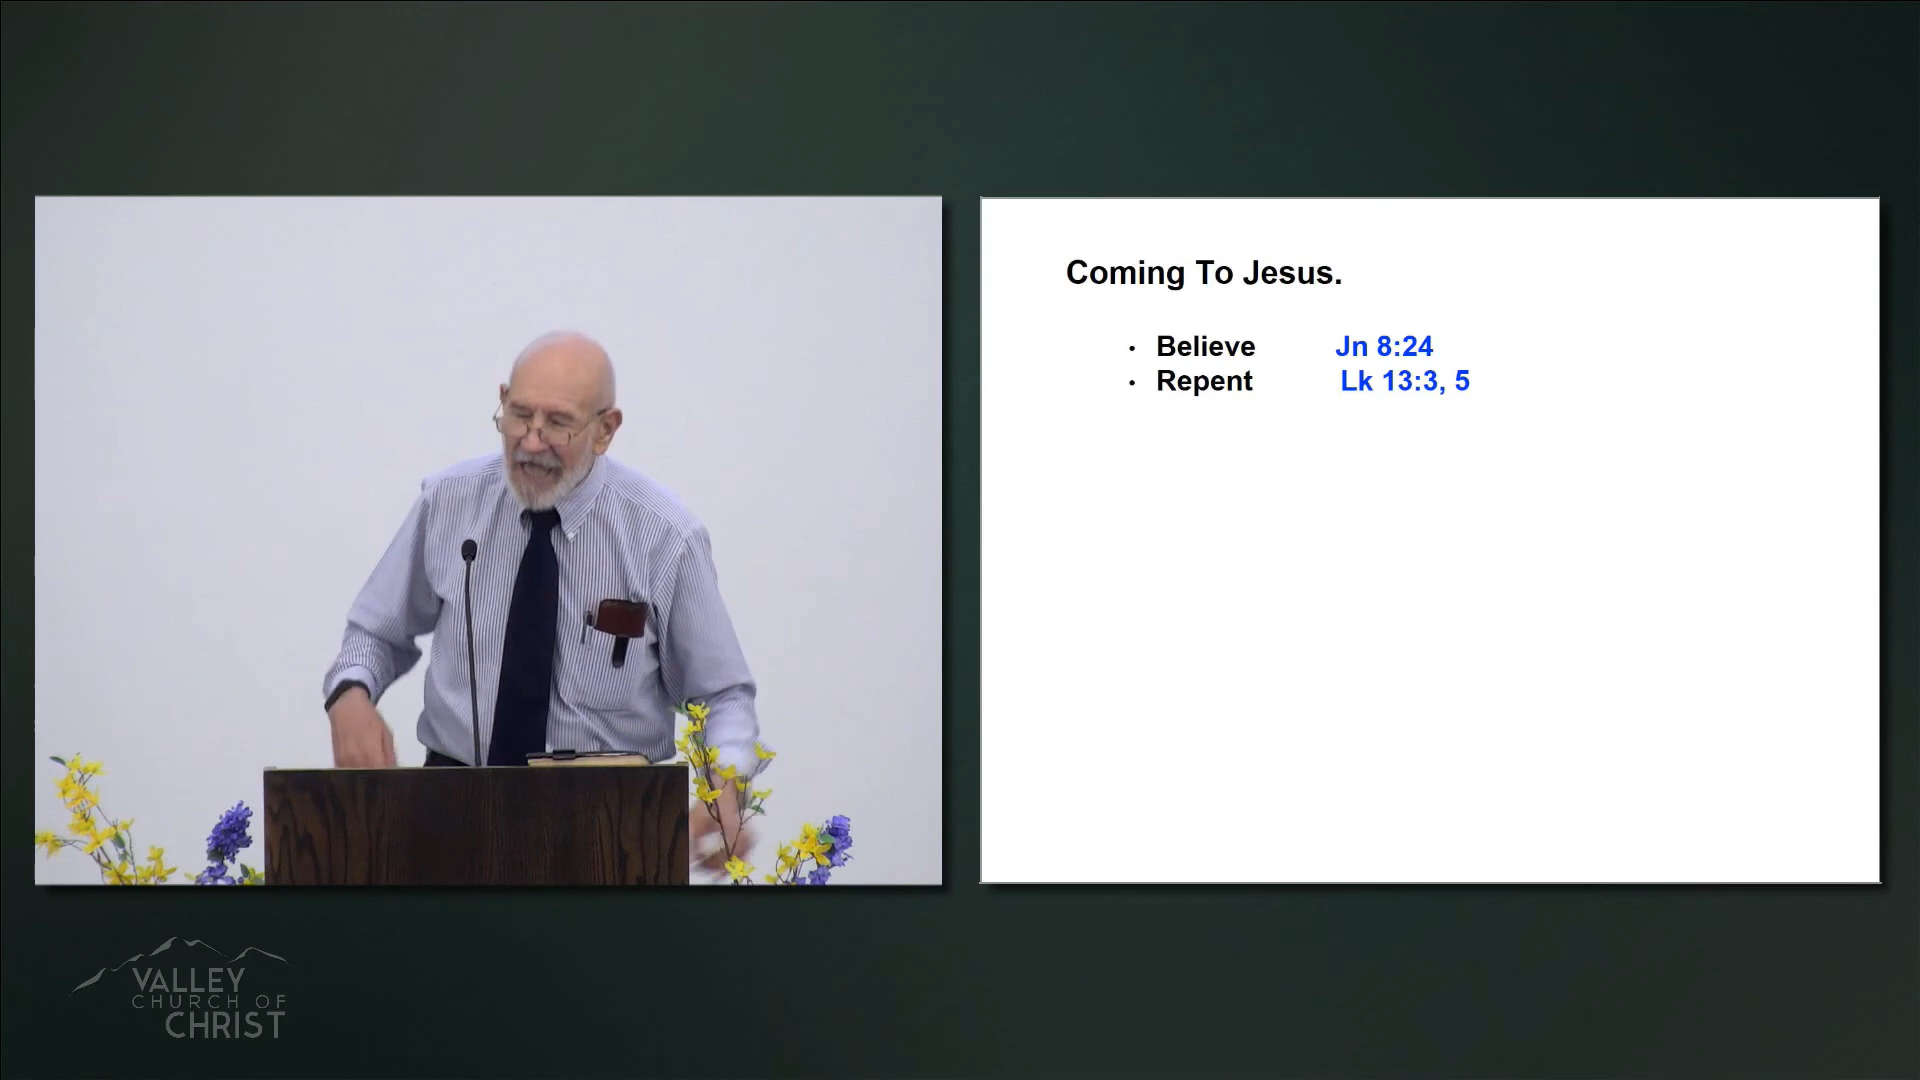 Coming To Jesus.
• Believe Jn 8:24
• Repent Lk 13:3, 5
VALLEY
CHURCH OF
CHRIST